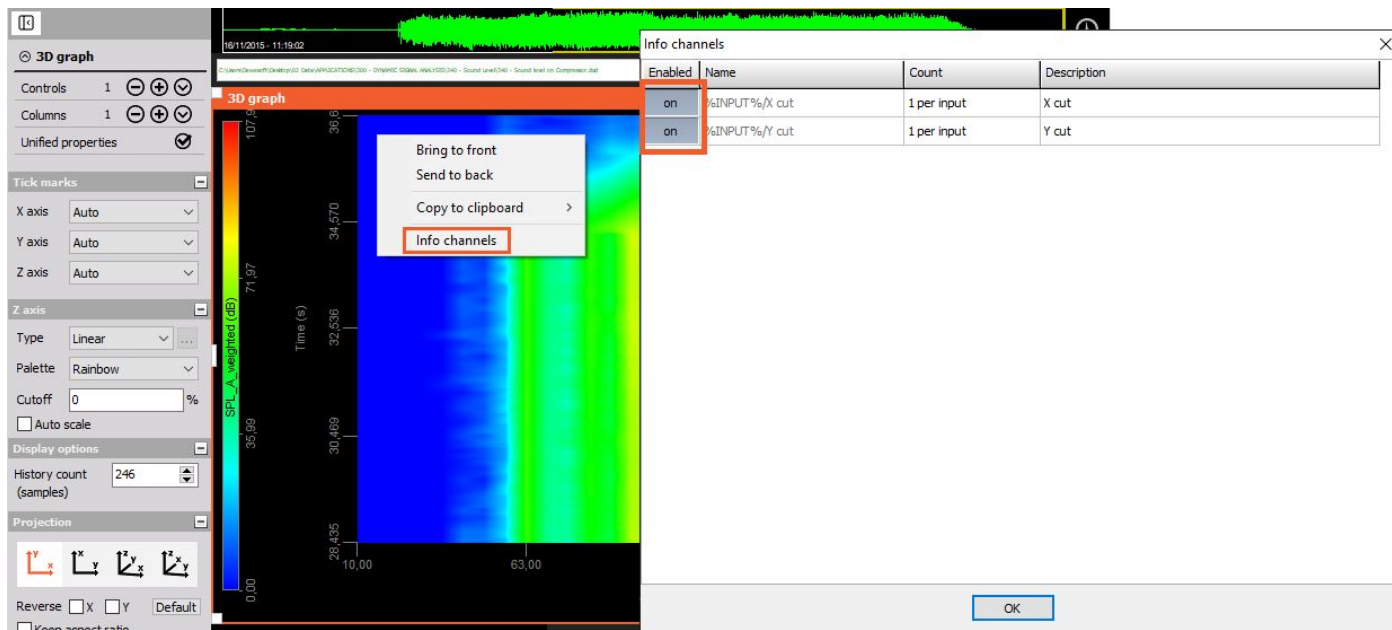 3D graph
Controls 1
Columns 1
Unified properties
Tick marks
X axis Auto
Y axis Auto
Z axis Auto
Z axis
Type Linear ...
Palette Rainbow
Cutoff 0 %
Auto scale
Display options
History count 246
(samples)
Projection
Reverse X Y Default
Keep aspect ratio
16/11/2015 - 11:19:02
3D graph
107,9
71,97
35,99
0,00
SPL_A_weighted (dB)
Time (s)
36,6
34,570
32,536
30,469
28,435
10,00
63,00
Bring to front
Send to back
Copy to clipboard
Info channels
Info channels
Enabled Name Count Description
on %INPUT%/X cut 1 per input X cut
on %INPUT%/Y cut 1 per input Y cut
OK